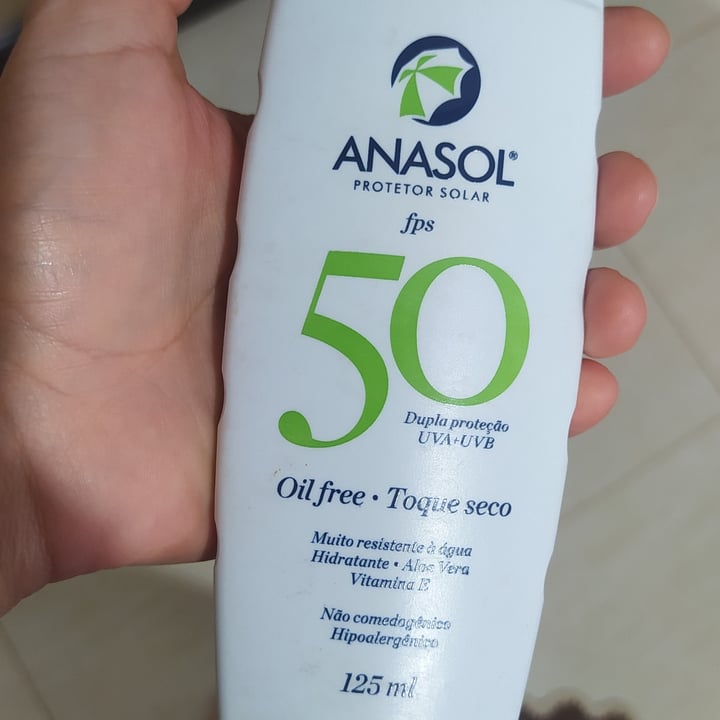 ANASOL®
PROTETOR SOLAR
fps
50
Dupla proteção
UVA+UVB
Oil free • Toque seco
Muito resistente à água
Hidratante • Aloe Vera
Vitamina E
Não comedogênico
Hipoalergênico
125 ml